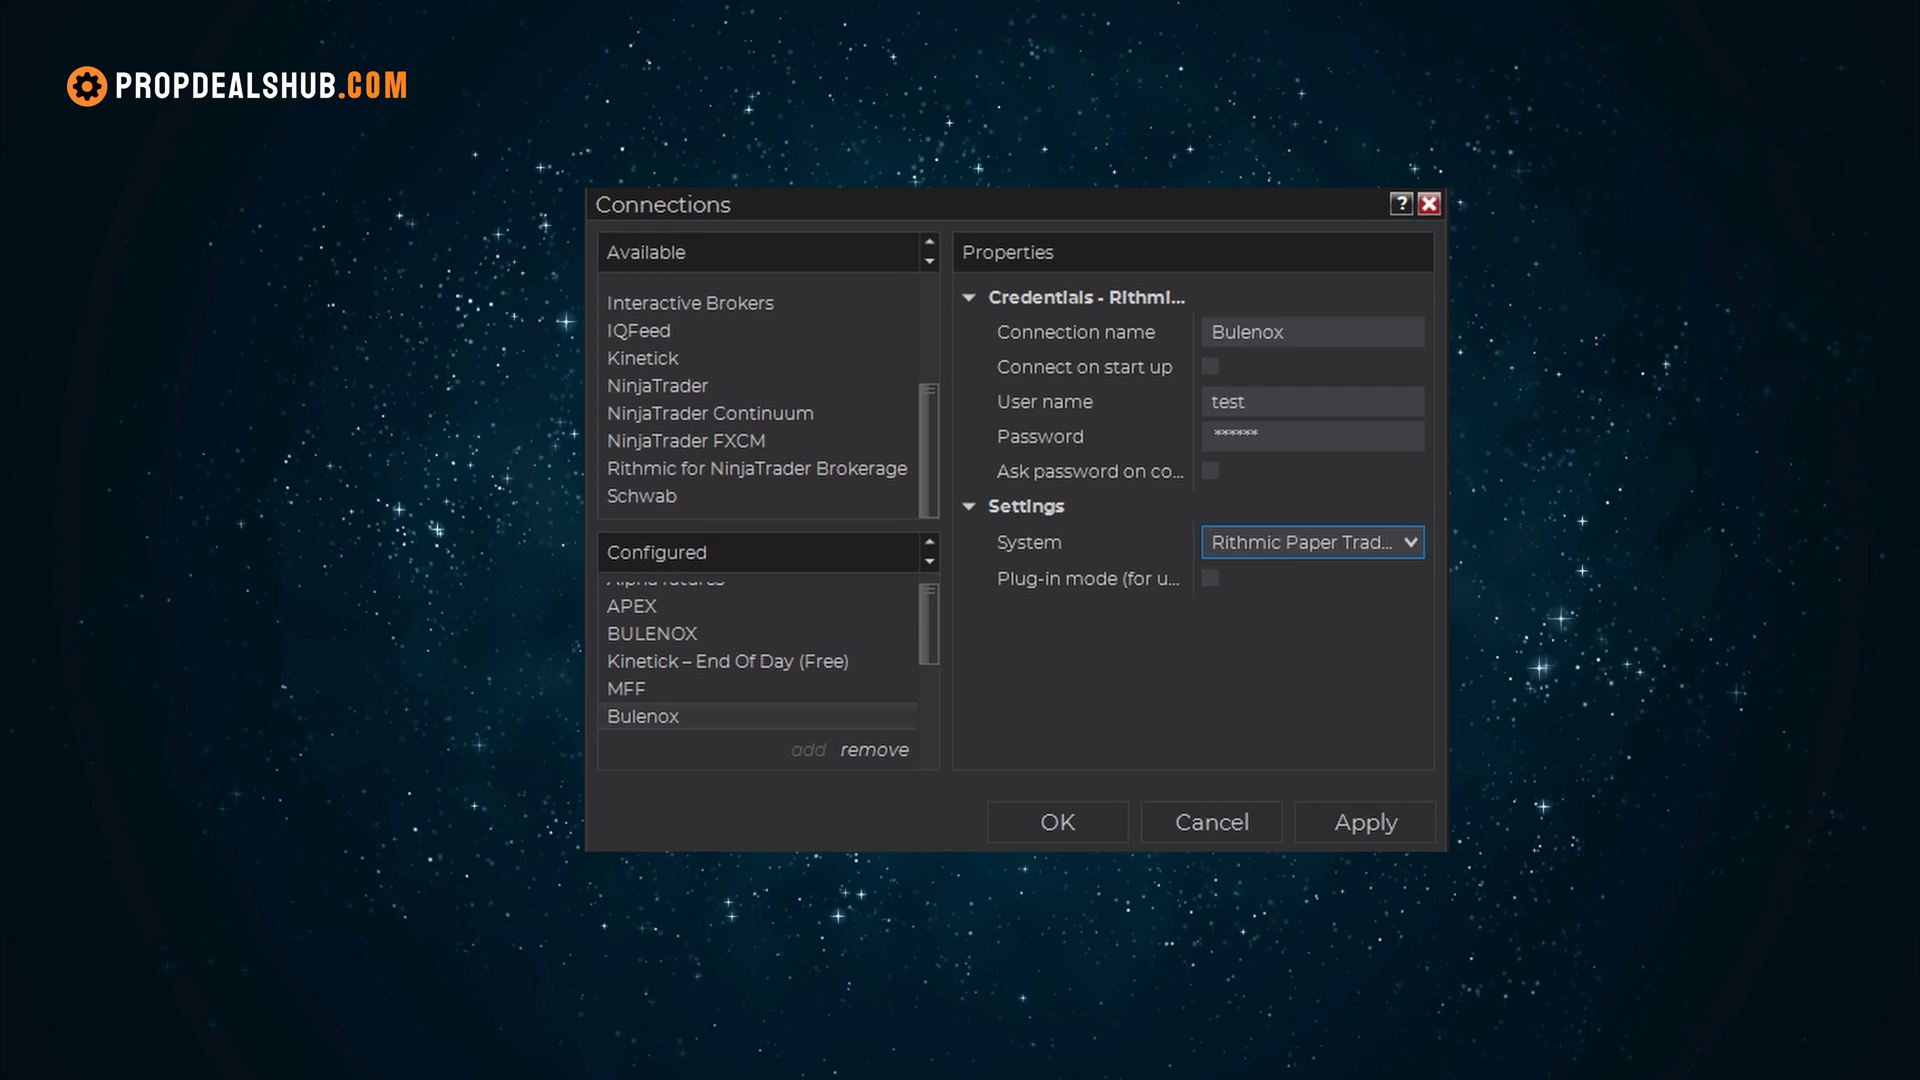 PROPDEALSHUB.COM
Connections
?
Available
Interactive Brokers
IQFeed
Kinetick
NinjaTrader
NinjaTrader Continuum
NinjaTrader FXCM
Rithmic for NinjaTrader Brokerage
Schwab
Configured
APEX
BULENOX
Kinetick – End Of Day (Free)
MFF
Bulenox
add remove
Properties
Credentials - Rithmi...
Connection name Bulenox
Connect on start up
User name test
Password ******
Ask password on co...
Settings
System Rithmic Paper Trad...
Plug-in mode (for u...
OK Cancel Apply